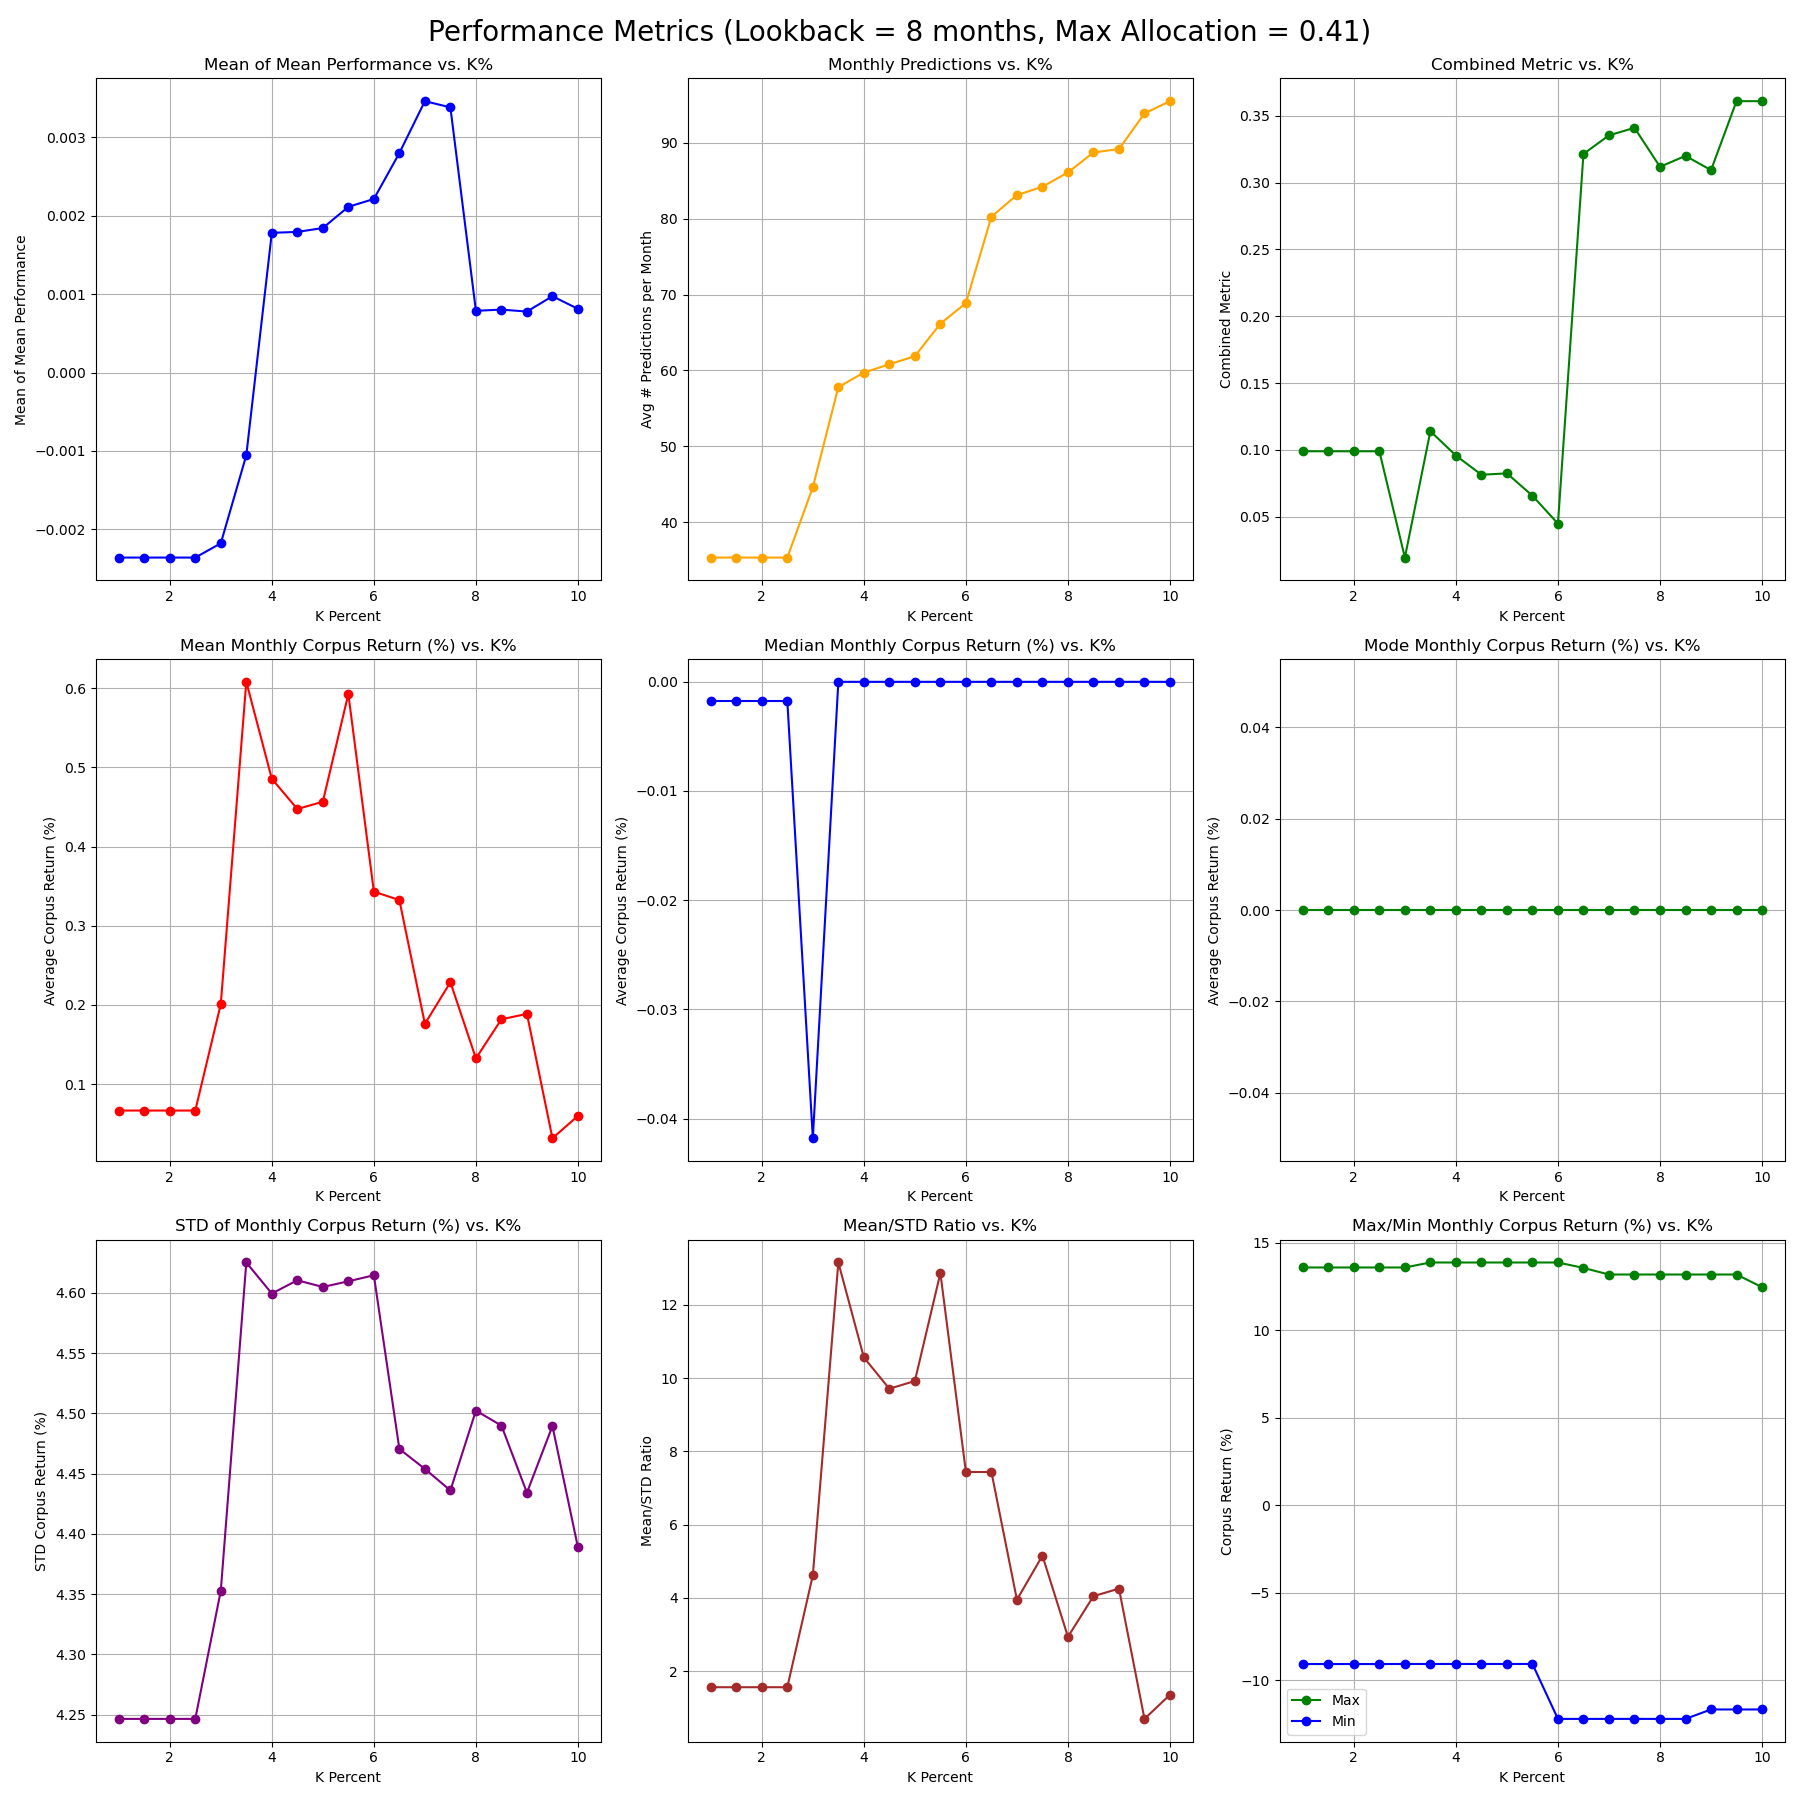 Performance Metrics (Lookback = 8 months, Max Allocation = 0.41)
Mean of Mean Performance vs. K%
Mean of Mean Performance
0.003
0.002
0.001
0.000
−0.001
−0.002
2 4 6 8 10
K Percent
Monthly Predictions vs. K%
Avg # Predictions per Month
90
80
70
60
50
40
2 4 6 8 10
K Percent
Combined Metric vs. K%
Combined Metric
0.35
0.30
0.25
0.20
0.15
0.10
0.05
2 4 6 8 10
K Percent
Mean Monthly Corpus Return (%) vs. K%
Average Corpus Return (%)
0.6
0.5
0.4
0.3
0.2
0.1
2 4 6 8 10
K Percent
Median Monthly Corpus Return (%) vs. K%
Average Corpus Return (%)
0.00
−0.01
−0.02
−0.03
−0.04
2 4 6 8 10
K Percent
Mode Monthly Corpus Return (%) vs. K%
Average Corpus Return (%)
0.04
0.02
0.00
−0.02
−0.04
2 4 6 8 10
K Percent
STD of Monthly Corpus Return (%) vs. K%
STD Corpus Return (%)
4.60
4.55
4.50
4.45
4.40
4.35
4.30
4.25
2 4 6 8 10
K Percent
Mean/STD Ratio vs. K%
Mean/STD Ratio
12
10
8
6
4
2
2 4 6 8 10
K Percent
Max/Min Monthly Corpus Return (%) vs. K%
Corpus Return (%)
15
10
5
0
−5
−10
Max
Min
2 4 6 8 10
K Percent